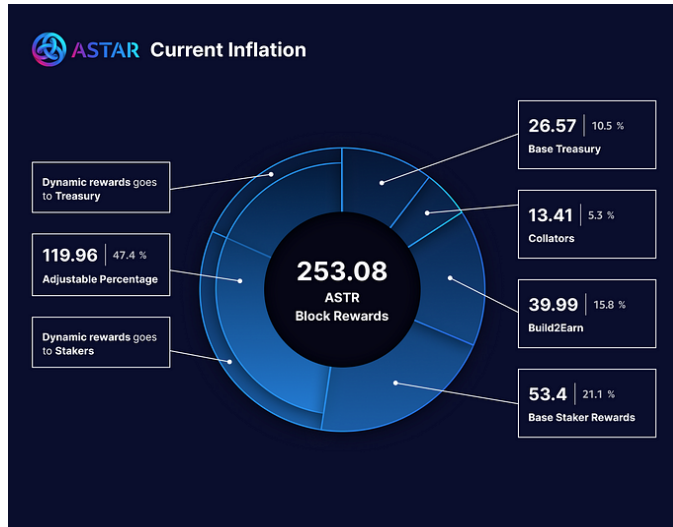 ASTAR Current Inflation
Dynamic rewards goes
to Treasury
119.96 | 47.4 %
Adjustable Percentage
Dynamic rewards goes
to Stakers
253.08
ASTR
Block Rewards
26.57 | 10.5 %
Base Treasury
13.41 | 5.3 %
Collators
39.99 | 15.8 %
Build2Earn
53.4 | 21.1 %
Base Staker Rewards